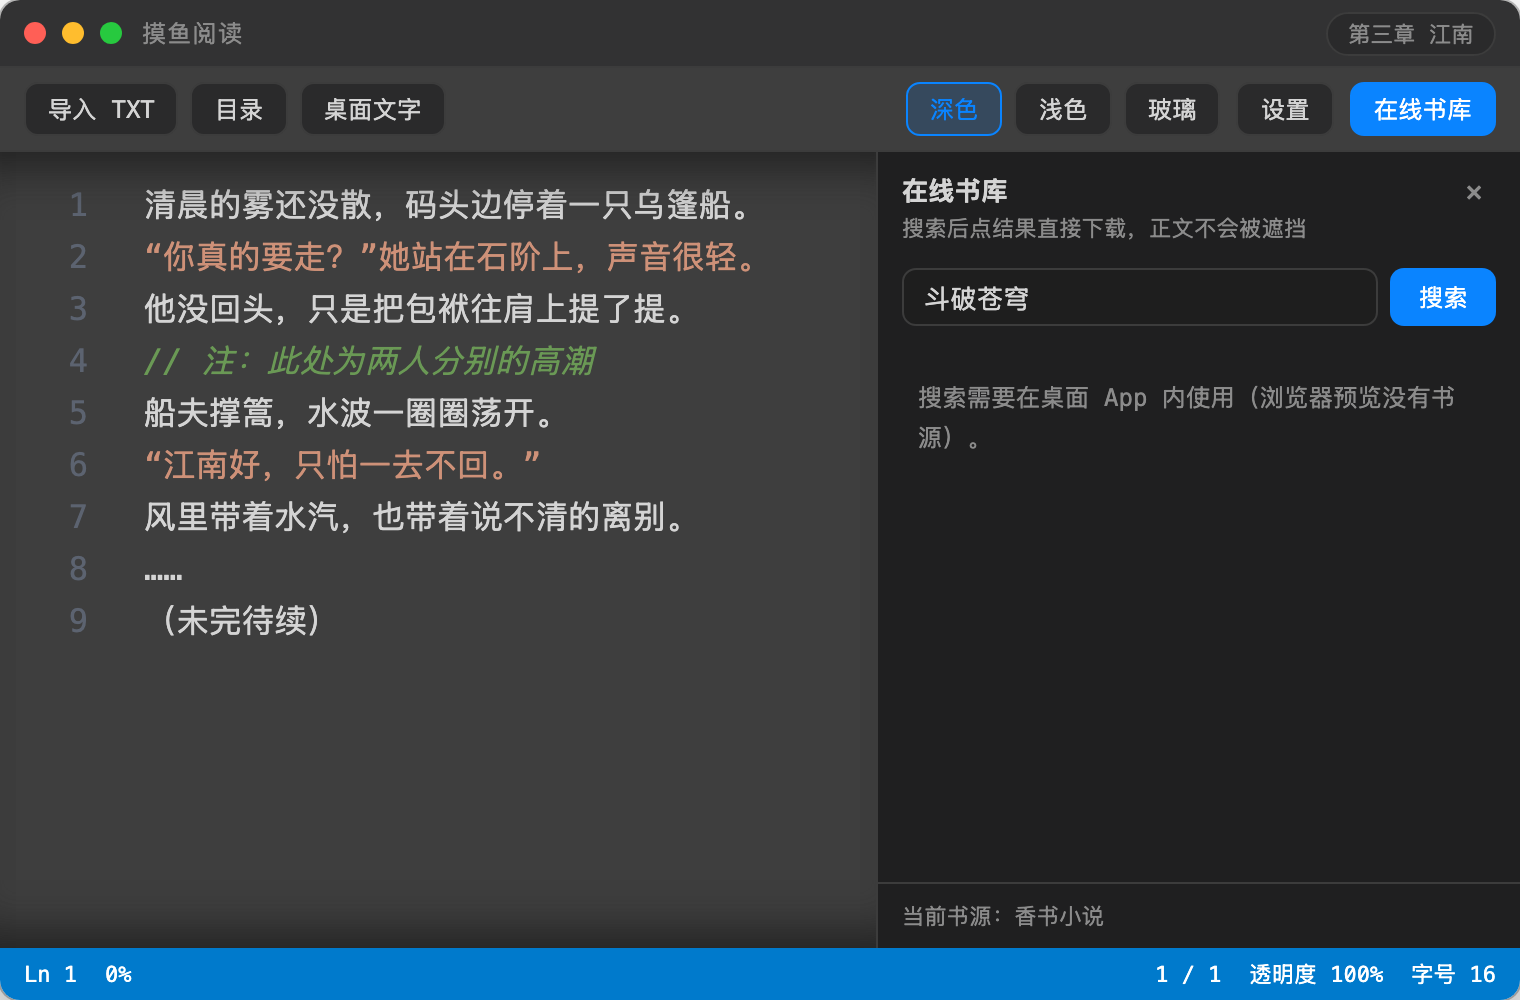 摸鱼阅读
第三章 江南
导入 TXT
目录
桌面文字
深色
浅色
玻璃
设置
在线书库
1 清晨的雾还没散，码头边停着一只乌篷船。
2 “你真的要走？”她站在石阶上，声音很轻。
3 他没回头，只是把包袱往肩上提了提。
4 // 注：此处为两人分别的高潮
5 船夫撑篙，水波一圈圈荡开。
6 “江南好，只怕一去不回。”
7 风里带着水汽，也带着说不清的离别。
8 ……
9 （未完待续）
在线书库
×
搜索后点结果直接下载，正文不会被遮挡
斗破苍穹
搜索
搜索需要在桌面 App 内使用（浏览器预览没有书
源）。
当前书源：香书小说
Ln 1 0%
1 / 1 透明度 100% 字号 16